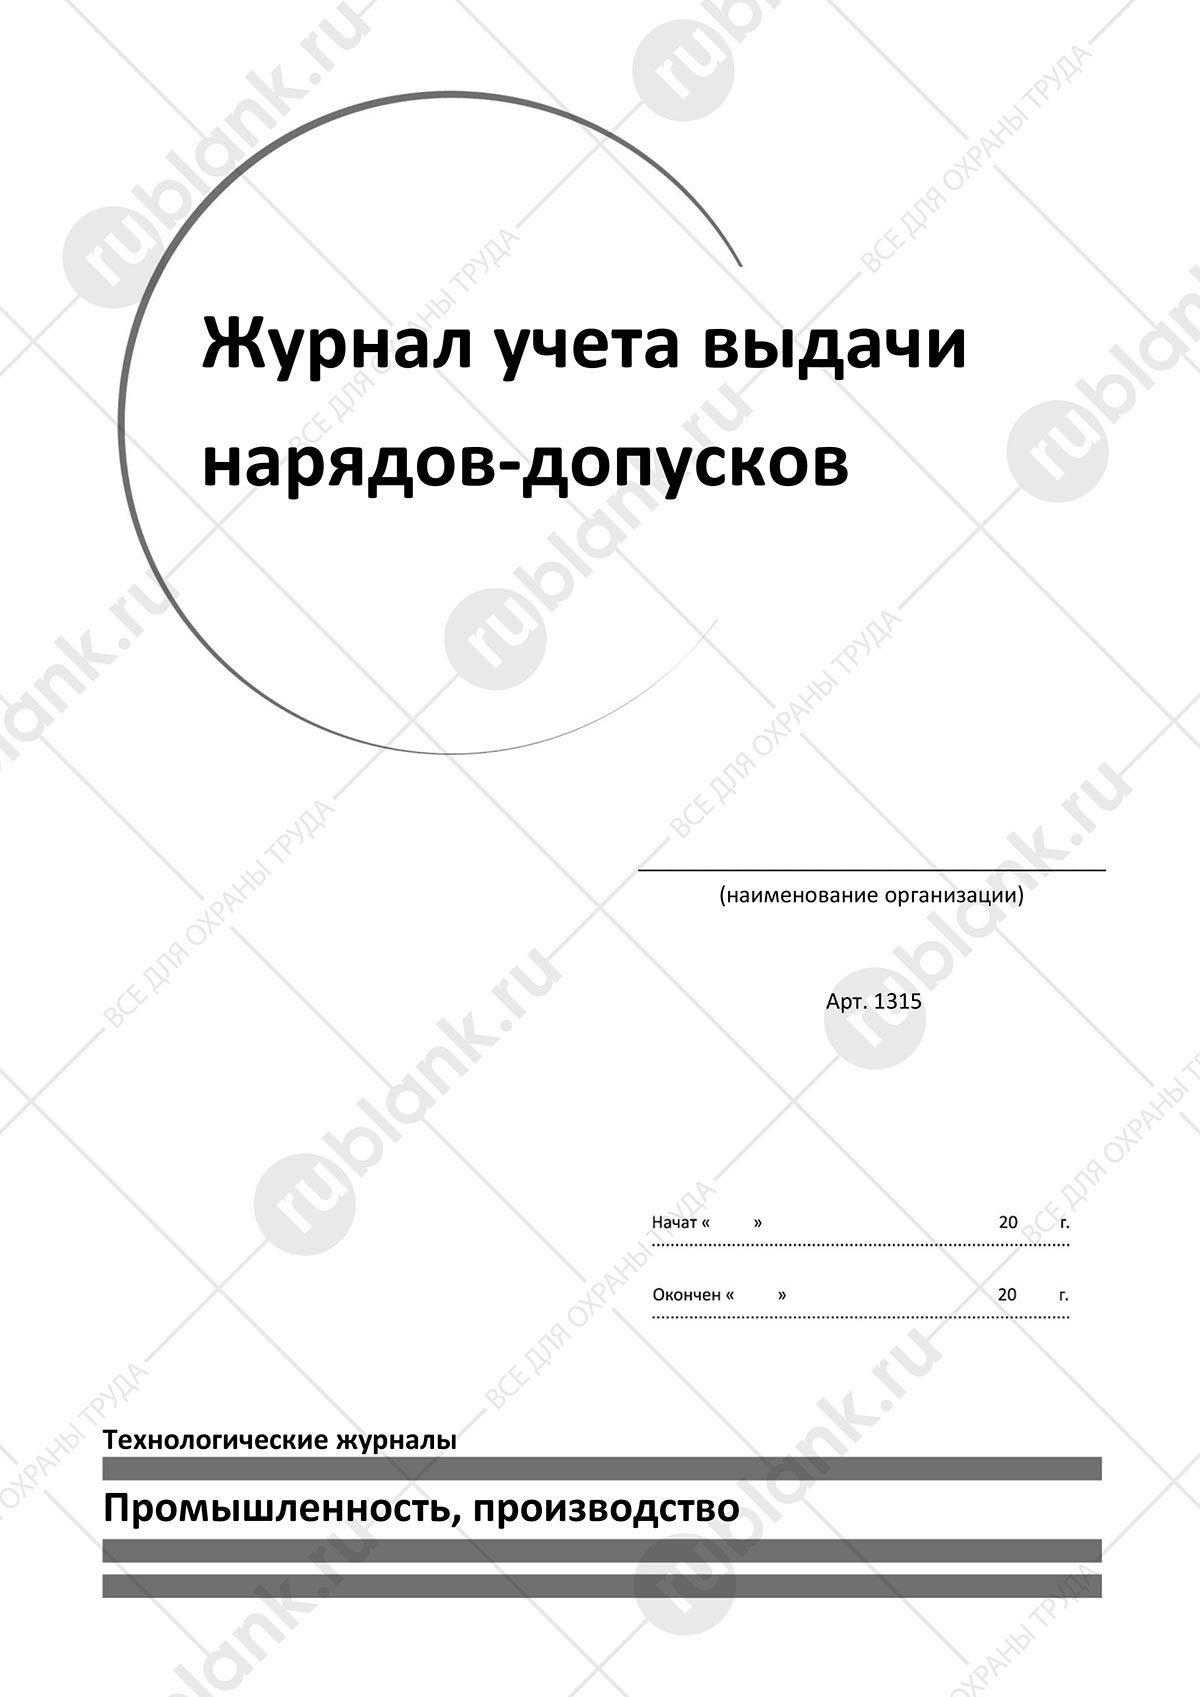 Журнал учета выдачи
нарядов-допусков
(наименование организации)
Арт. 1315
Начат « » 20 г.
Окончен « » 20 г.
Технологические журналы
Промышленность, производство
rublank.ru
ВСЕ ДЛЯ ОХРАНЫ ТРУДА